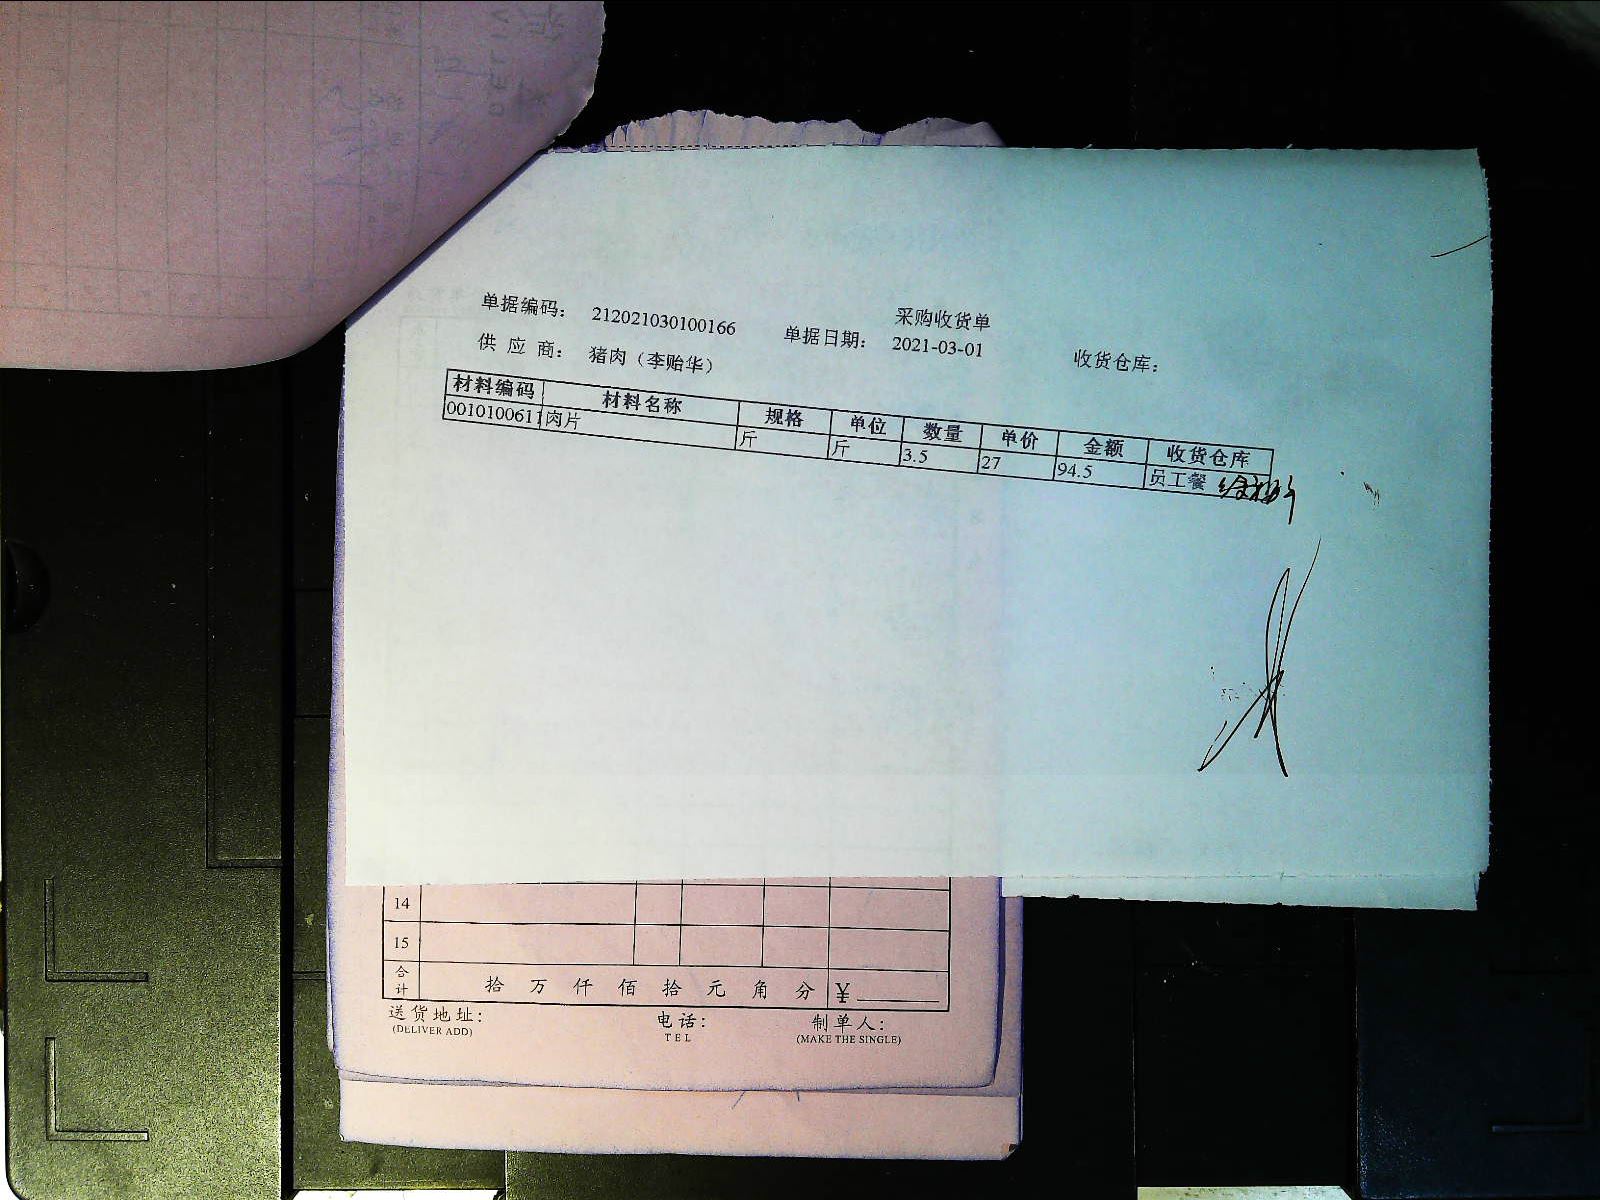 采购收货单
单据编码： 212021030100166 单据日期： 2021-03-01 收货仓库：
供 应 商： 猪肉（李贻华）
材料编码 材料名称 规格 单位 数量 单价 金额 收货仓库
0010100611 肉片 斤 斤 3.5 27 94.5 员工餐
14
15
合计 拾 万 仟 佰 拾 元 角 分 ¥
送货地址： 电话： 制单人：
(DELIVER ADD) TEL (MAKE THE SINGLE)